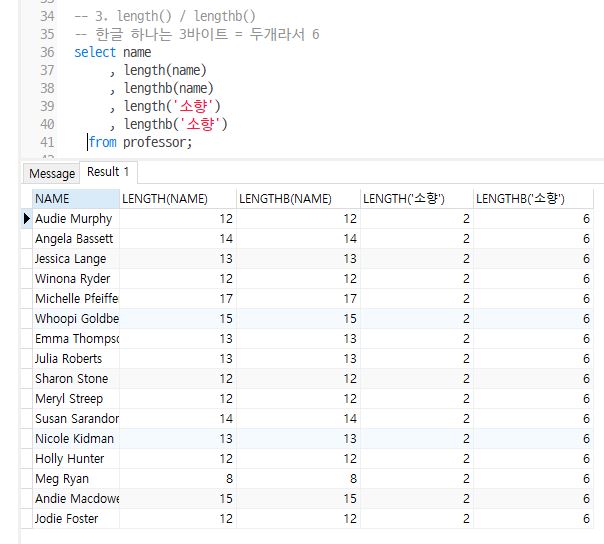 34 -- 3. length() / lengthb()
35 -- 한글 하나는 3바이트 = 두개라서 6
36 select name
37 , length(name)
38 , lengthb(name)
39 , length('소향')
40 , lengthb('소향')
41 from professor;
Message Result 1
NAME LENGTH(NAME) LENGTHB(NAME) LENGTH('소향') LENGTHB('소향')
Audie Murphy 12 12 2 6
Angela Bassett 14 14 2 6
Jessica Lange 13 13 2 6
Winona Ryder 12 12 2 6
Michelle Pfeiffe 17 17 2 6
Whoopi Goldbe 15 15 2 6
Emma Thompso 13 13 2 6
Julia Roberts 13 13 2 6
Sharon Stone 12 12 2 6
Meryl Streep 12 12 2 6
Susan Sarandor 14 14 2 6
Nicole Kidman 13 13 2 6
Holly Hunter 12 12 2 6
Meg Ryan 8 8 2 6
Andie Macdowe 15 15 2 6
Jodie Foster 12 12 2 6